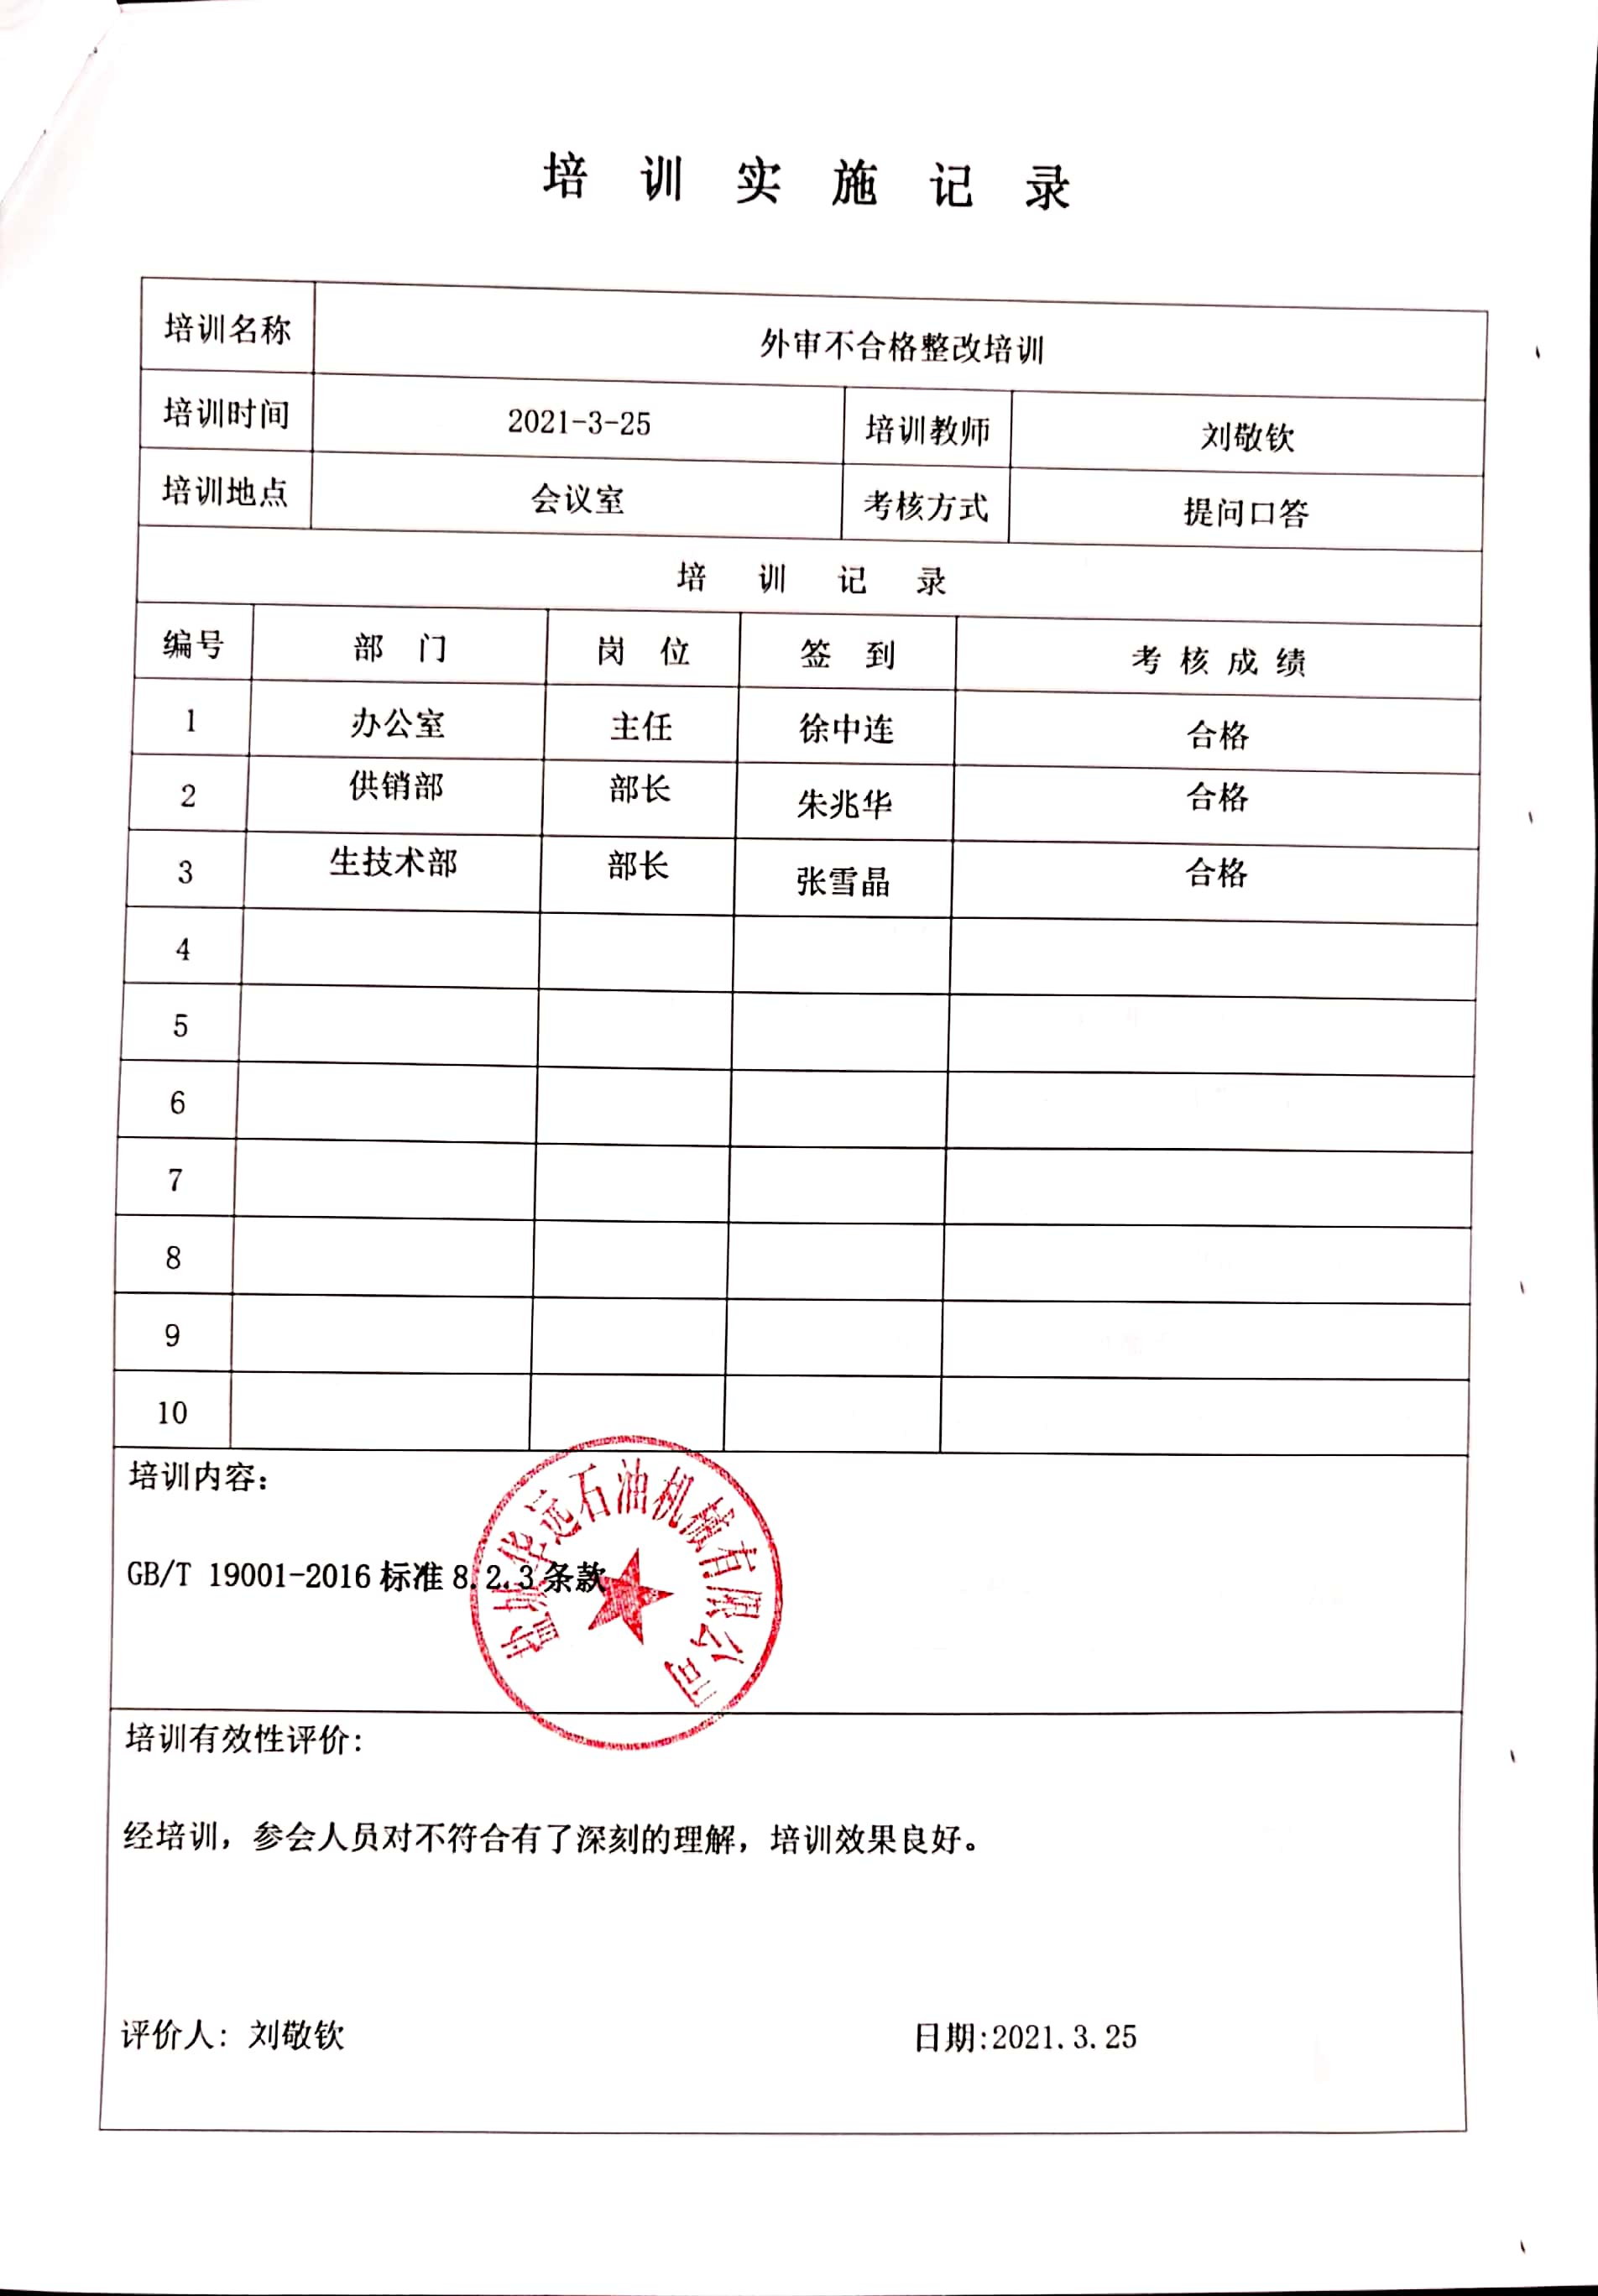 培训实施记录
培训名称 外审不合格整改培训
培训时间 2021-3-25 培训教师 刘敬钦
培训地点 会议室 考核方式 提问口答
培训记录
编号 部门 岗位 签到 考核成绩
1 办公室 主任 徐中连 合格
2 供销部 部长 朱兆华 合格
3 生技术部 部长 张雪晶 合格
4
5
6
7
8
9
10
培训内容：
GB/T 19001-2016 标准 8.2.3 条款
华远石油机械有限公司
培训有效性评价：
经培训，参会人员对不符合有了深刻的理解，培训效果良好。
评价人：刘敬钦 日期:2021.3.25